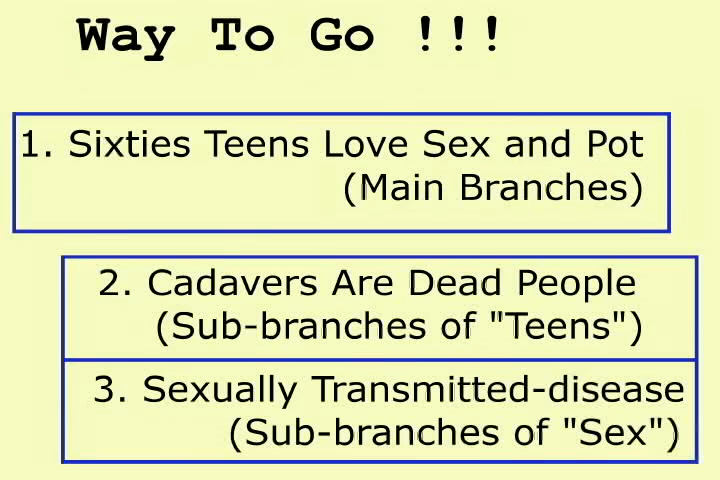 Way To Go !!!
1. Sixties Teens Love Sex and Pot
(Main Branches)
2. Cadavers Are Dead People
(Sub-branches of "Teens")
3. Sexually Transmitted-disease
(Sub-branches of "Sex")